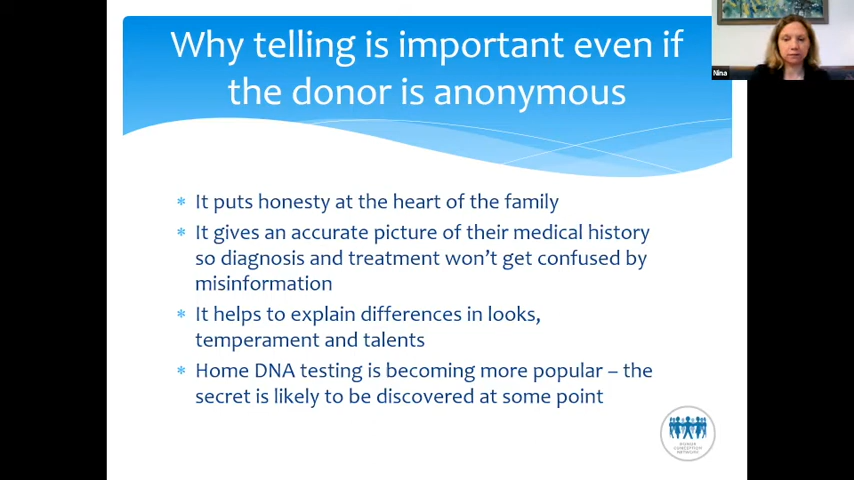 Why telling is important even if
the donor is anonymous
Nina
* It puts honesty at the heart of the family
* It gives an accurate picture of their medical history
so diagnosis and treatment won't get confused by
misinformation
* It helps to explain differences in looks,
temperament and talents
* Home DNA testing is becoming more popular – the
secret is likely to be discovered at some point
DONOR
CONCEPTION
NETWORK